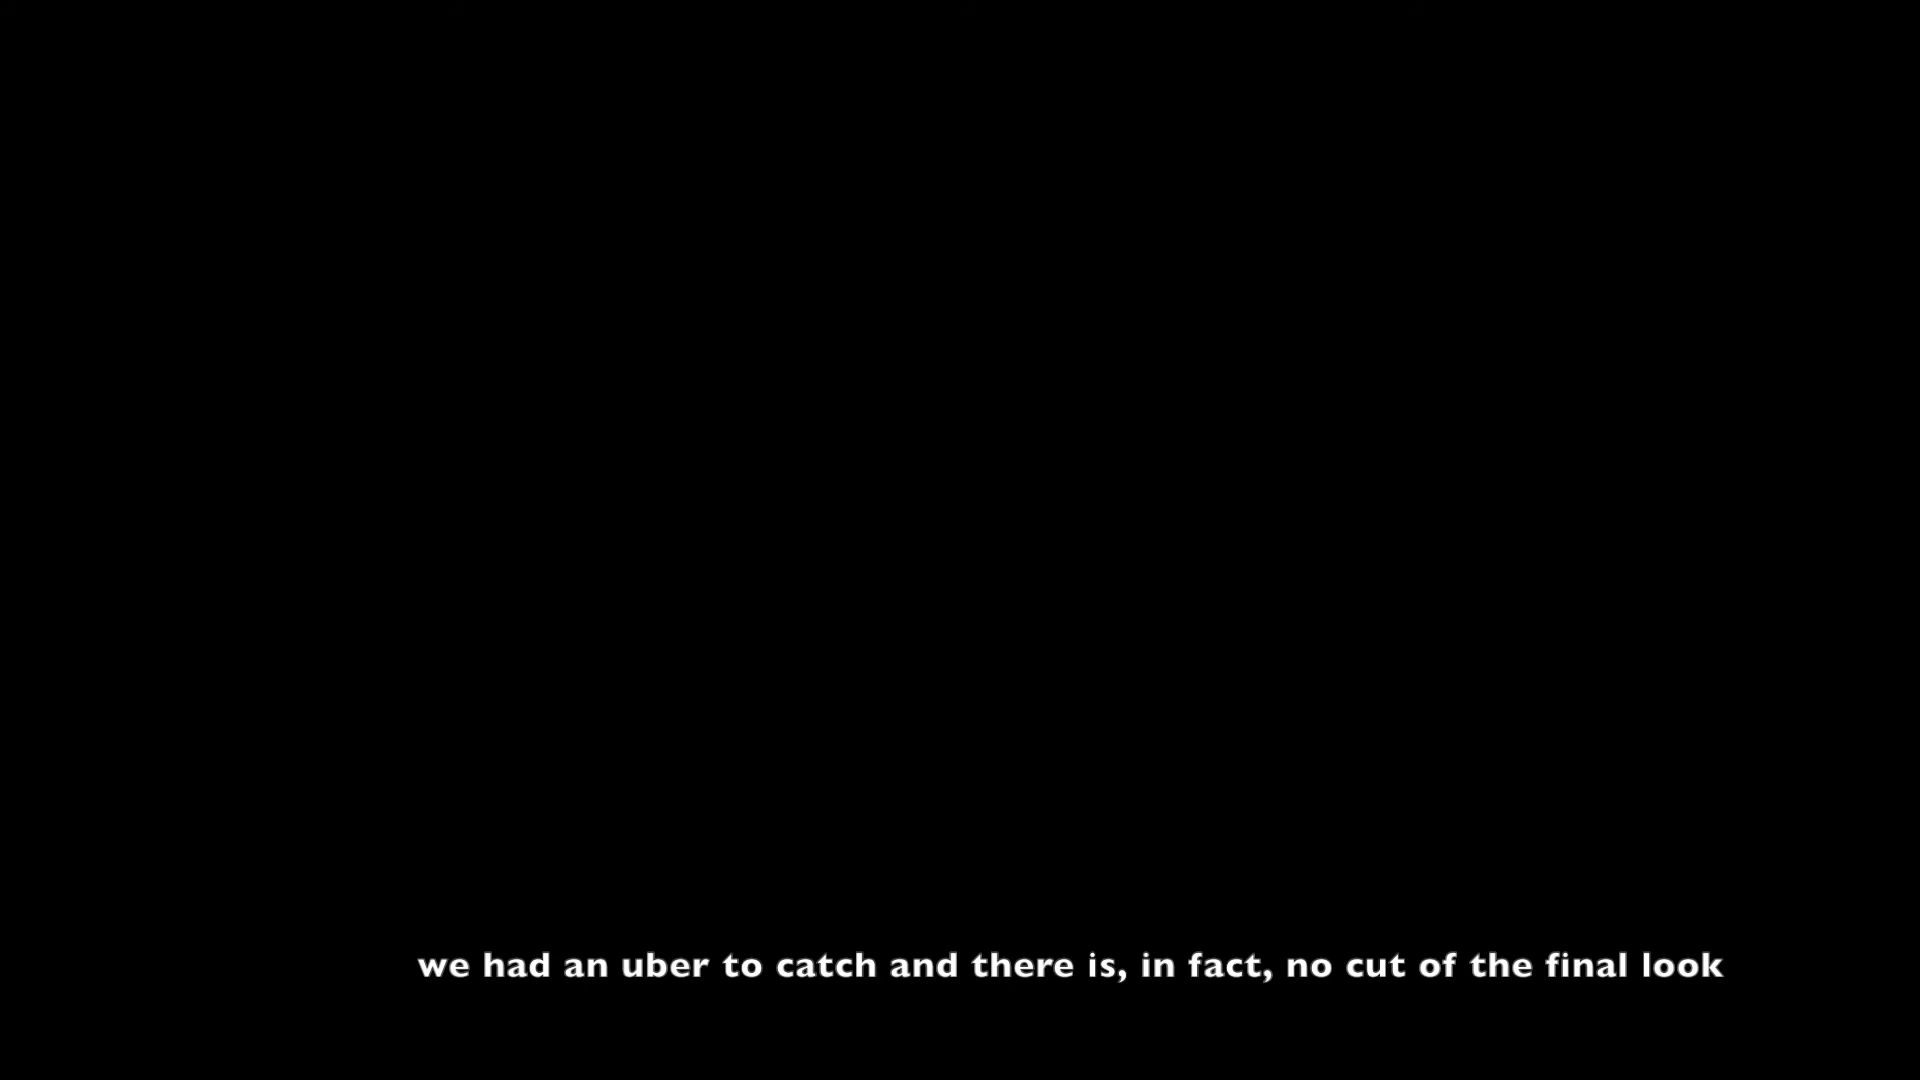 we had an uber to catch and there is, in fact, no cut of the final look